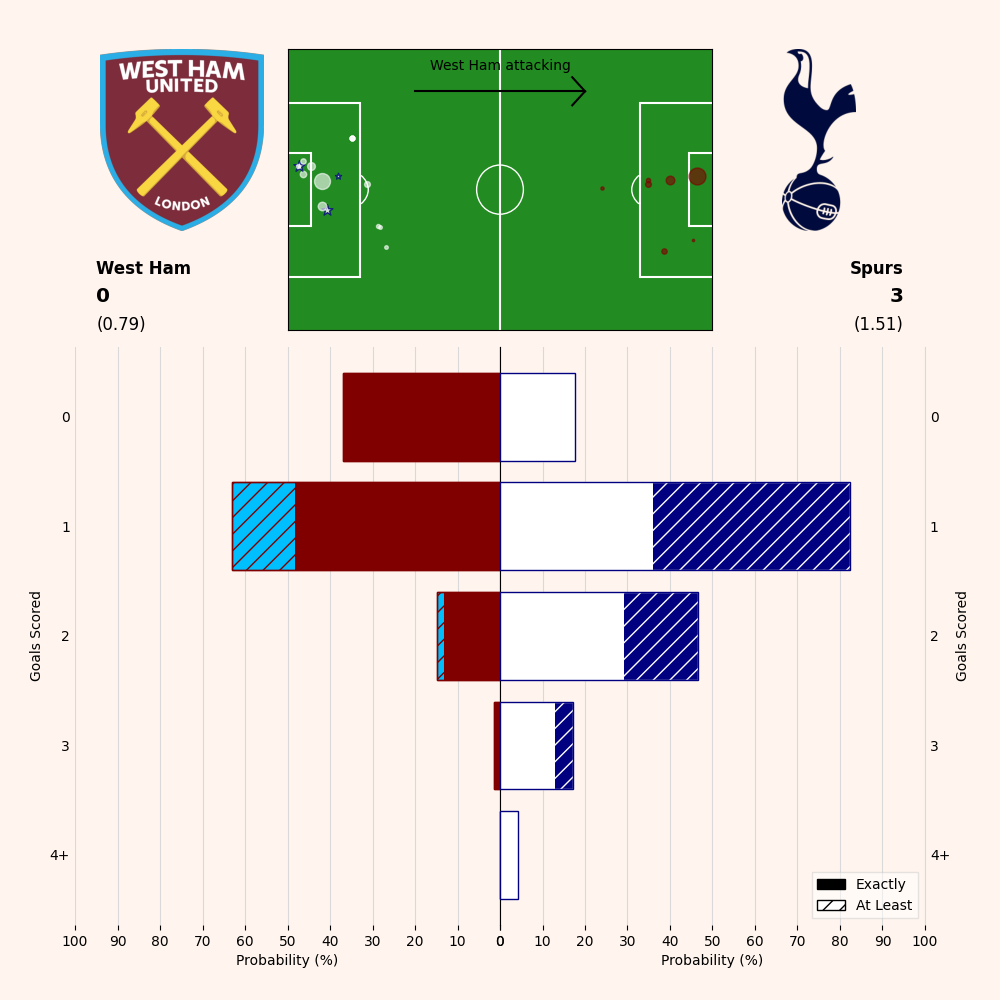 WEST HAM
UNITED
LONDON
West Ham attacking
West Ham
0
(0.79)
Spurs
3
(1.51)
0
1
2
3
4+
Goals Scored
0
1
2
3
4+
Goals Scored
Exactly
At Least
100 90 80 70 60 50 40 30 20 10 0
0 10 20 30 40 50 60 70 80 90 100
Probability (%)
Probability (%)